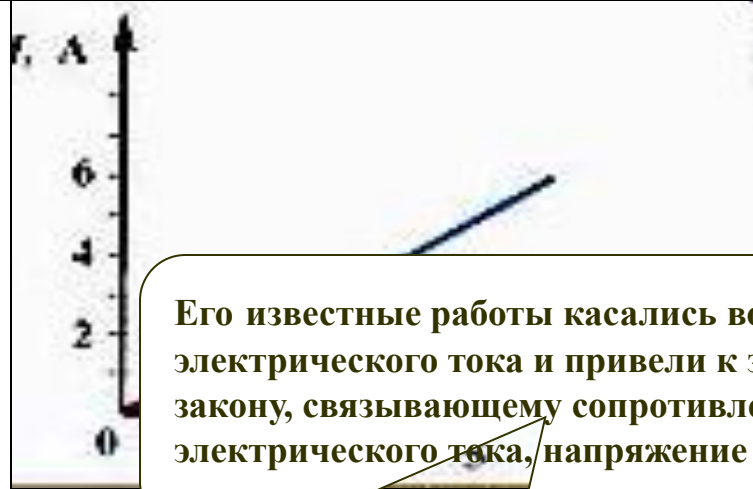 I, А
6
4
2
0
Его известные работы касались во
электрического тока и привели к з
закону, связывающему сопротивле
электрического тока, напряжение